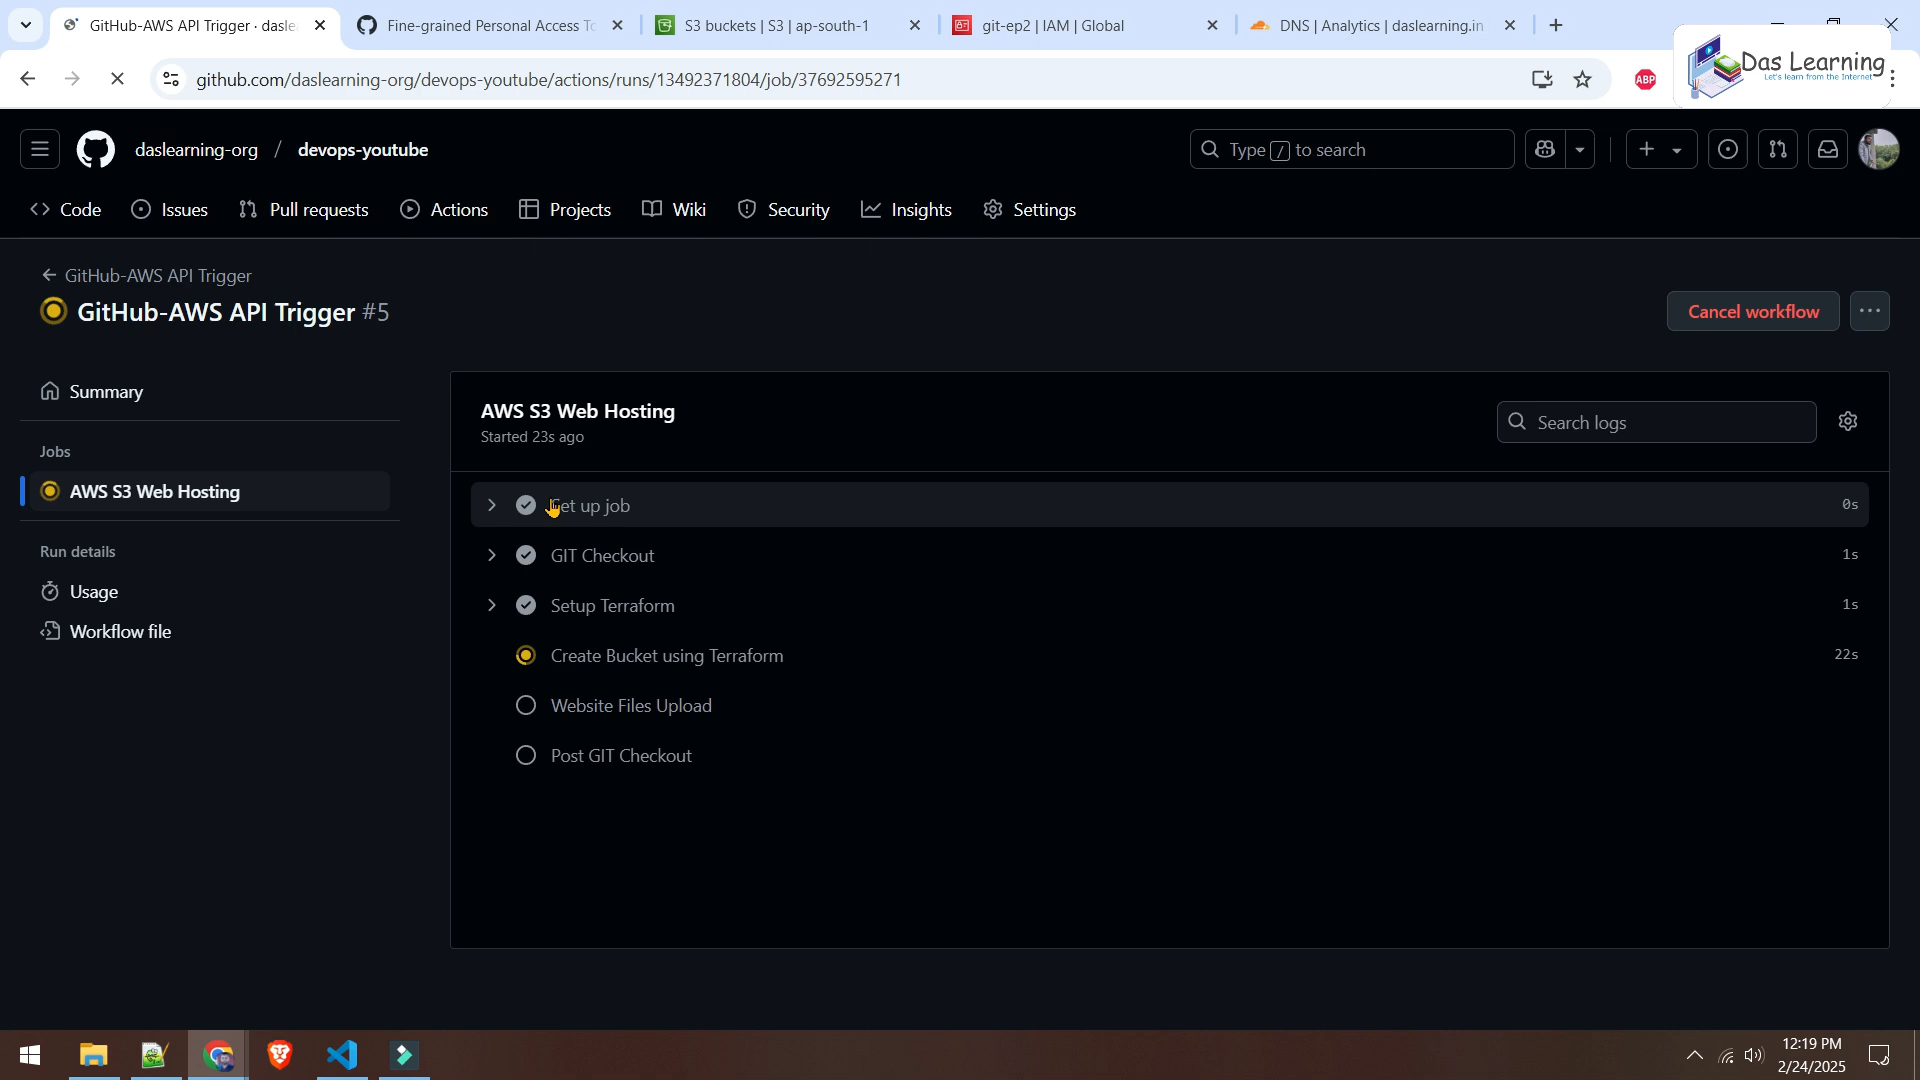 GitHub-AWS API Trigger · dasle
Fine-grained Personal Access To
S3 buckets | S3 | ap-south-1
git-ep2 | IAM | Global
DNS | Analytics | daslearning.in
github.com/daslearning-org/devops-youtube/actions/runs/13492371804/job/37692595271
ABP
Das Learning
Let's learn from the Internet
daslearning-org / devops-youtube
Type / to search
Code
Issues
Pull requests
Actions
Projects
Wiki
Security
Insights
Settings
GitHub-AWS API Trigger
GitHub-AWS API Trigger #5
Cancel workflow
Summary
Jobs
AWS S3 Web Hosting
Run details
Usage
Workflow file
AWS S3 Web Hosting
Started 23s ago
Search logs
Set up job 0s
GIT Checkout 1s
Setup Terraform 1s
Create Bucket using Terraform 22s
Website Files Upload
Post GIT Checkout
12:19 PM
2/24/2025